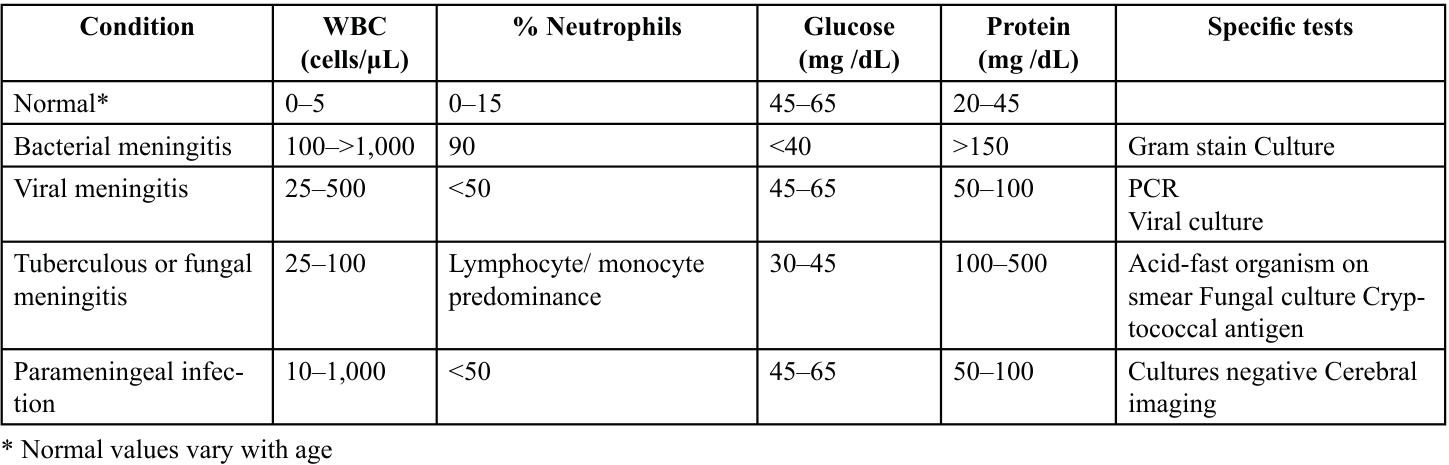 Condition WBC % Neutrophils Glucose Protein Specific tests
(cells/µL) (mg /dL) (mg /dL)
Normal* 0–5 0–15 45–65 20–45
Bacterial meningitis 100–>1,000 90 <40 >150 Gram stain Culture
Viral meningitis 25–500 <50 45–65 50–100 PCR
Viral culture
Tuberculous or fungal 25–100 Lymphocyte/ monocyte 30–45 100–500 Acid-fast organism on
meningitis predominance smear Fungal culture Cryp-
tococcal antigen
Parameningeal infec- 10–1,000 <50 45–65 50–100 Cultures negative Cerebral
tion imaging
* Normal values vary with age